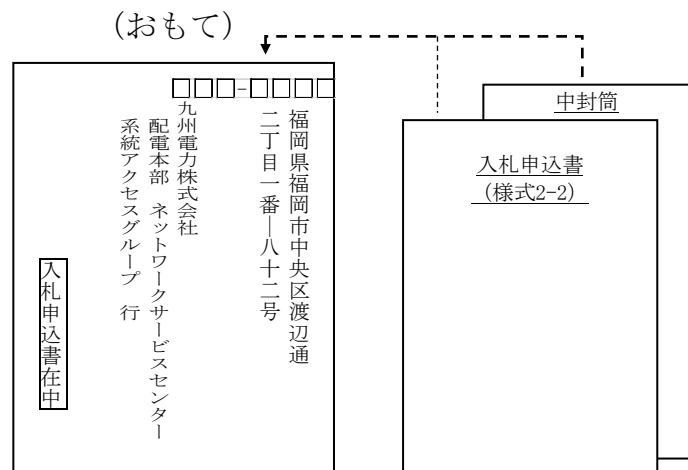 (おもて)
□□□-□□□□
福岡県福岡市中央区渡辺通
二丁目一番―八十二号
九州電力株式会社
配電本部 ネットワークサービスセンター
系統アクセスグループ 行
入札申込書在中
中封筒
入札申込書
(様式2-2)